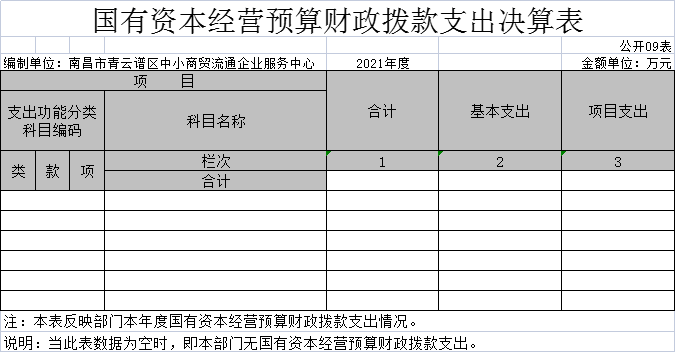 国有资本经营预算财政拨款支出决算表
公开09表
编制单位：南昌市青云谱区中小商贸流通企业服务中心 2021年度 金额单位：万元
项 目 合计 基本支出 项目支出
支出功能分类科目编码 科目名称
类 款 项 栏次 1 2 3
合计
注：本表反映部门本年度国有资本经营预算财政拨款支出情况。
说明：当此表数据为空时，即本部门无国有资本经营预算财政拨款支出。